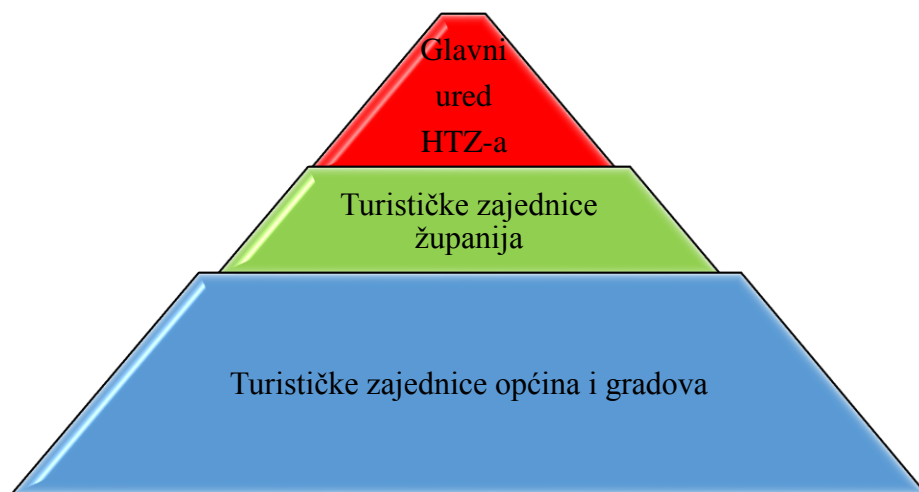 Glavni
ured
HTZ-a
Turističke zajednice
županija
Turističke zajednice općina i gradova